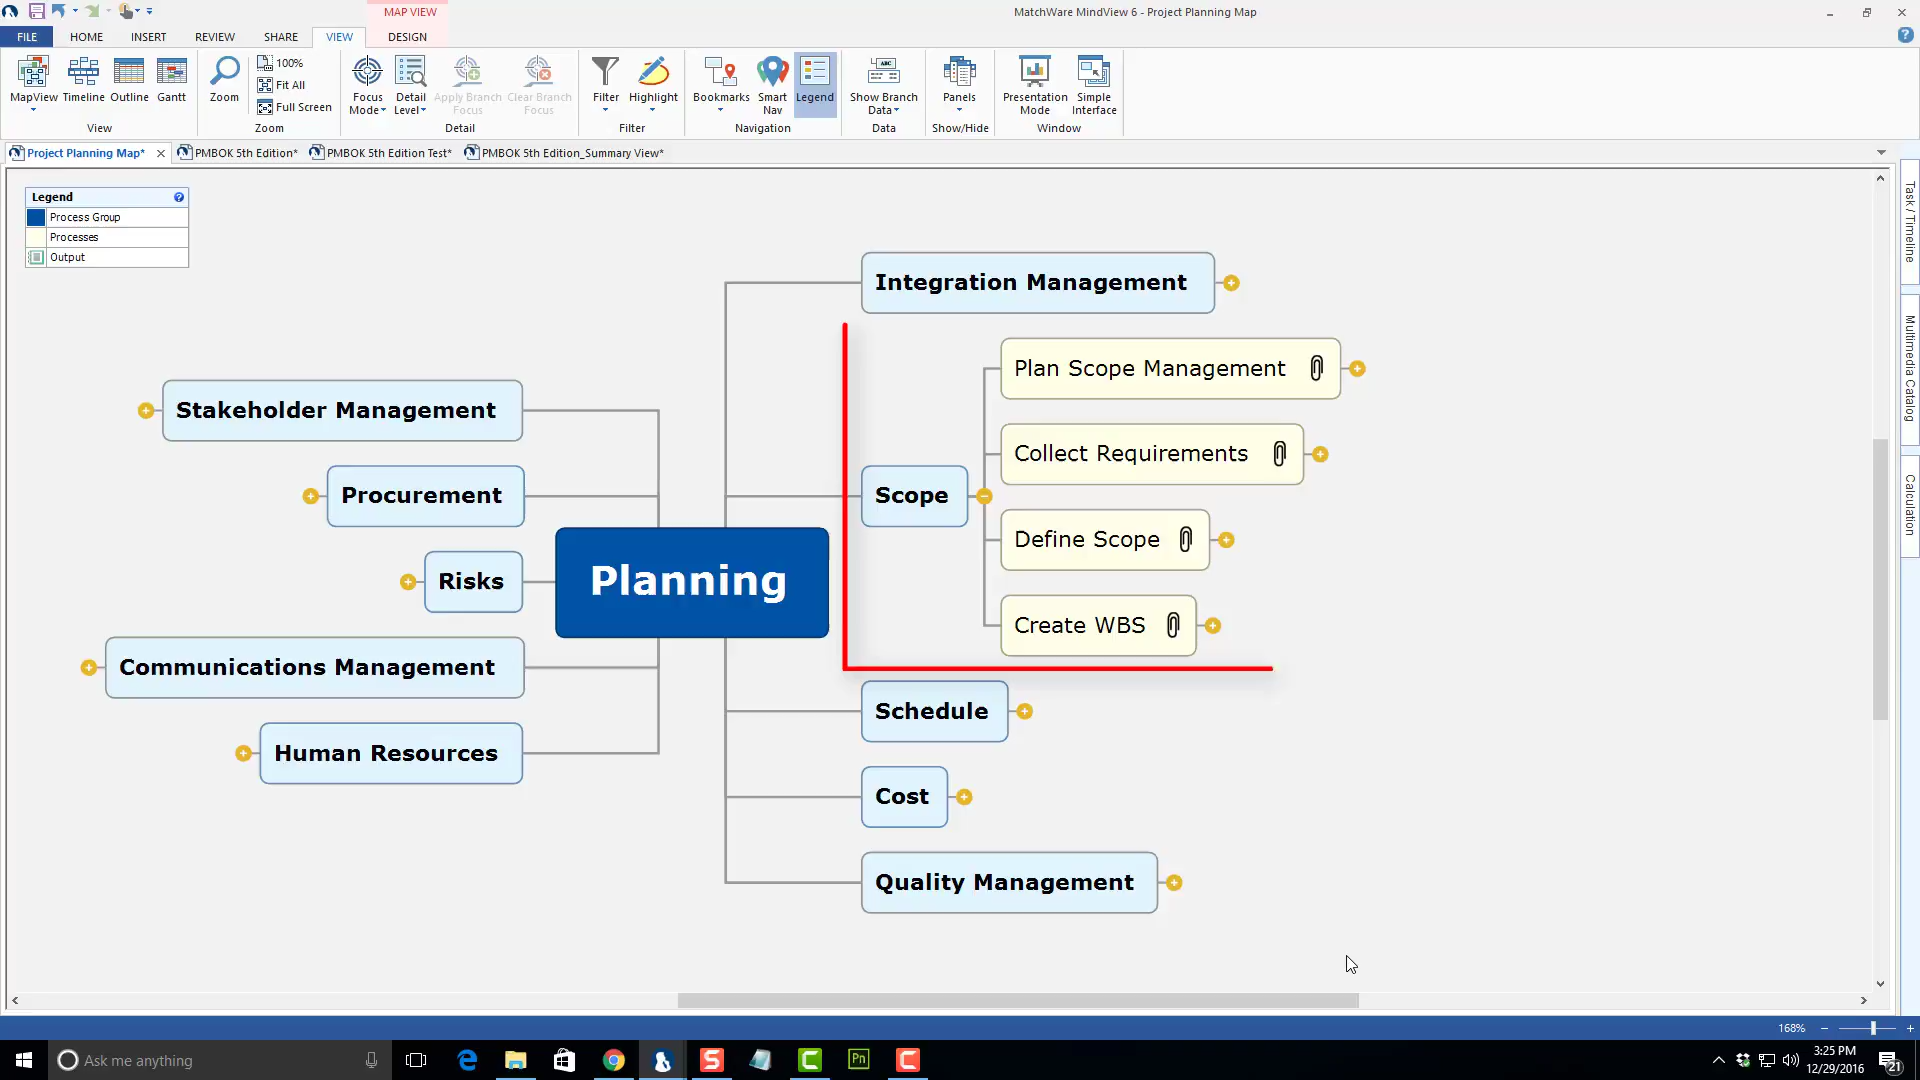 MAP VIEW
MatchWare MindView 6 - Project Planning Map
FILE
HOME
INSERT
REVIEW
SHARE
VIEW
DESIGN
MapView
Timeline
Outline
Gantt
View
Zoom
100%
Fit All
Full Screen
Zoom
Focus
Mode
Detail
Level
Apply Branch
Focus
Clear Branch
Focus
Detail
Filter
Highlight
Filter
Bookmarks
Smart
Nav
Legend
Navigation
ABC
Show Branch
Data
Data
Panels
Show/Hide
Presentation
Mode
Simple
Interface
Window
Project Planning Map*
PMBOK 5th Edition*
PMBOK 5th Edition Test*
PMBOK 5th Edition_Summary View*
Legend
Process Group
Processes
Output
Task / Timeline
Multimedia Catalog
Calculation
Integration Management
Plan Scope Management
Stakeholder Management
Collect Requirements
Procurement
Scope
Define Scope
Risks
Planning
Create WBS
Communications Management
Schedule
Human Resources
Cost
Quality Management
168%
Ask me anything
Pn
3:25 PM
12/29/2016
21